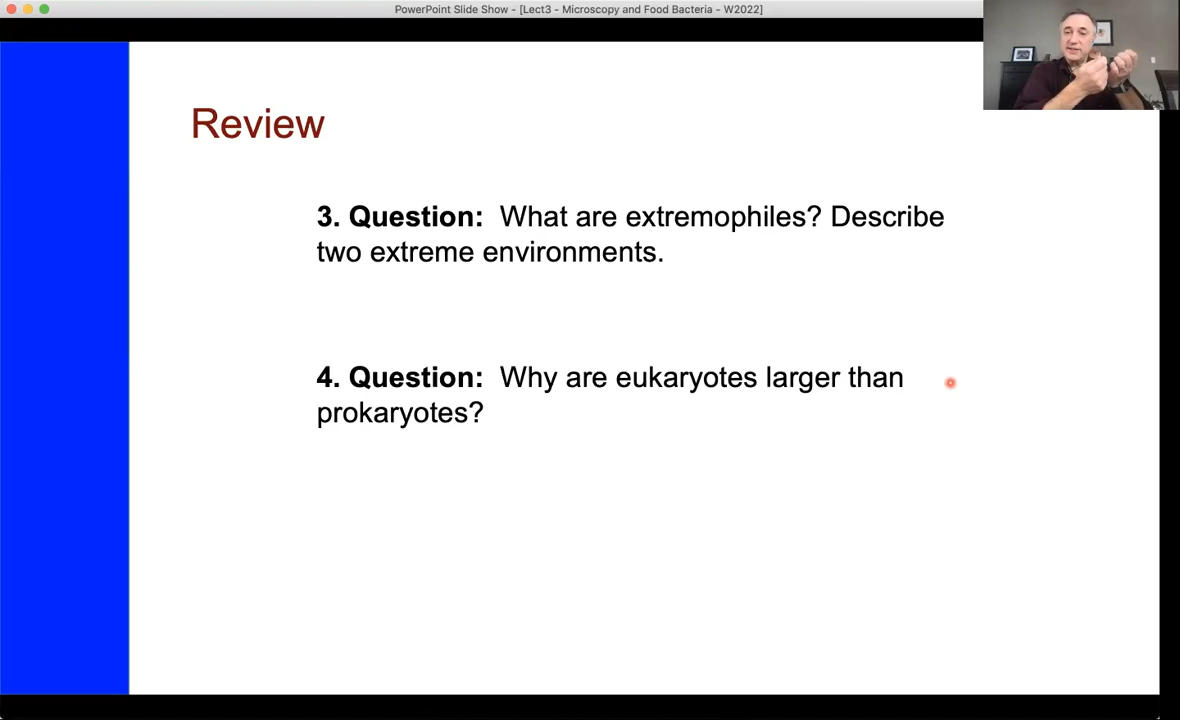 PowerPoint Slide Show - [Lect3 - Microscopy and Food Bacteria - W2022]
Review
3. Question: What are extremophiles? Describe
two extreme environments.
4. Question: Why are eukaryotes larger than
prokaryotes?